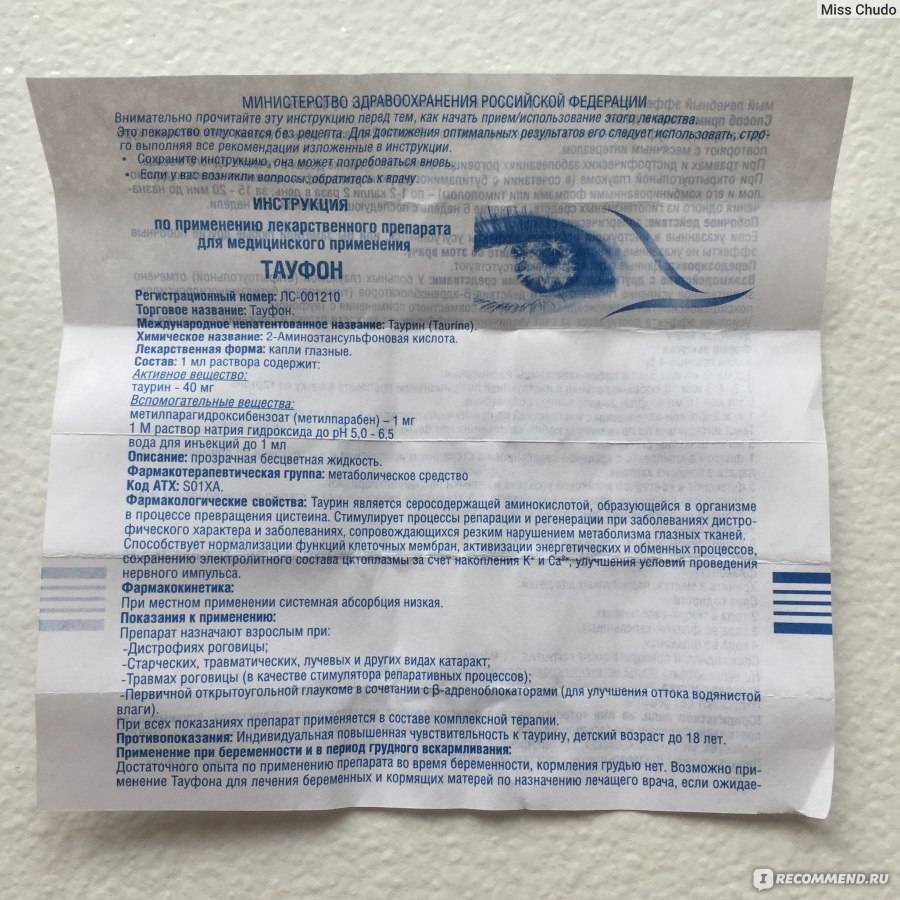 Miss Chudo
МИНИСТЕРСТВО ЗДРАВООХРАНЕНИЯ РОССИЙСКОЙ ФЕДЕРАЦИИ
Внимательно прочитайте эту инструкцию перед тем, как начать прием/использование этого лекарства.
Это лекарство отпускается без рецепта. Для достижения оптимальных результатов его следует использовать, стро-
го выполняя все рекомендации изложенные в инструкции.
• Сохраните инструкцию, она может потребоваться вновь.
• Если у вас возникли вопросы, обратитесь к врачу.
ИНСТРУКЦИЯ
по применению лекарственного препарата
для медицинского применения
ТАУФОН
Регистрационный номер: ЛС-001210
Торговое название: Тауфон.
Международное непатентованное название: Таурин (Taurine).
Химическое название: 2-Аминоэтансульфоновая кислота.
Лекарственная форма: капли глазные.
Состав: 1 мл раствора содержит:
Активное вещество:
таурин - 40 мг
Вспомогательные вещества:
метилпарагидроксибензоат (метилпарабен) – 1 мг
1 М раствор натрия гидроксида до pH 5,0 - 6,5
вода для инъекций до 1 мл
Описание: прозрачная бесцветная жидкость.
Фармакотерапевтическая группа: метаболическое средство
Код АТХ: S01XA.
Фармакологические свойства: Таурин является серосодержащей аминокислотой, образующейся в организме
в процессе превращения цистеина. Стимулирует процессы репарации и регенерации при заболеваниях дистро-
фического характера и заболеваниях, сопровождающихся резким нарушением метаболизма глазных тканей.
Способствует нормализации функций клеточных мембран, активизации энергетических и обменных процессов,
сохранению электролитного состава цитоплазмы за счет накопления K⁺ и Ca²⁺, улучшения условий проведения
нервного импульса.
Фармакокинетика:
При местном применении системная абсорбция низкая.
Показания к применению:
Препарат назначают взрослым при:
-Дистрофиях роговицы;
-Старческих, травматических, лучевых и других видах катаракт;
-Травмах роговицы (в качестве стимулятора репаративных процессов);
-Первичной открытоугольной глаукоме в сочетании с β-адреноблокаторами (для улучшения оттока водянистой
влаги).
При всех показаниях препарат применяется в составе комплексной терапии.
Противопоказания: Индивидуальная повышенная чувствительность к таурину, детский возраст до 18 лет.
Применение при беременности и в период грудного вскармливания:
Достаточного опыта по применению препарата во время беременности, кормления грудью нет. Возможно при-
менение Тауфона для лечения беременных и кормящих матерей по назначению лечащего врача, если ожидае-
IRECOMMEND.RU